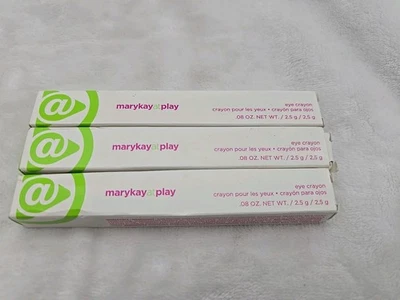 @
marykay at play
eye crayon
crayon pour les yeux • crayón para ojos
.08 OZ. NET WT. / 2.5 g / 2,5 g
@
marykay at play
eye crayon
crayon pour les yeux • crayón para ojos
.08 OZ. NET WT. / 2.5 g / 2,5 g
@
marykay at play
eye crayon
crayon pour les yeux • crayón para ojos
.08 OZ. NET WT. / 2.5 g / 2,5 g